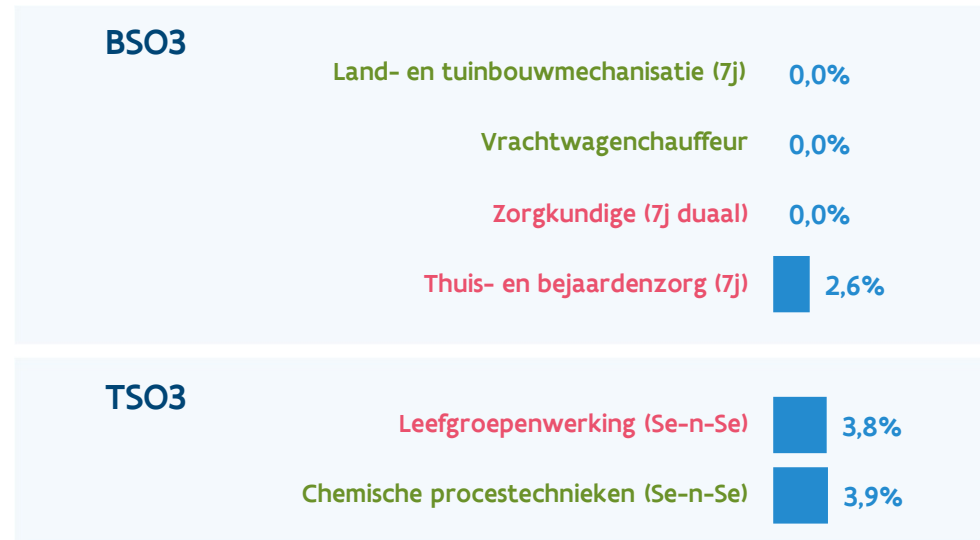 BSO3
Land- en tuinbouwmechanisatie (7j) 0,0%
Vrachtwagenchauffeur 0,0%
Zorgkundige (7j duaal) 0,0%
Thuis- en bejaardenzorg (7j) 2,6%
TSO3
Leefgroepenwerking (Se-n-Se) 3,8%
Chemische procestechnieken (Se-n-Se) 3,9%